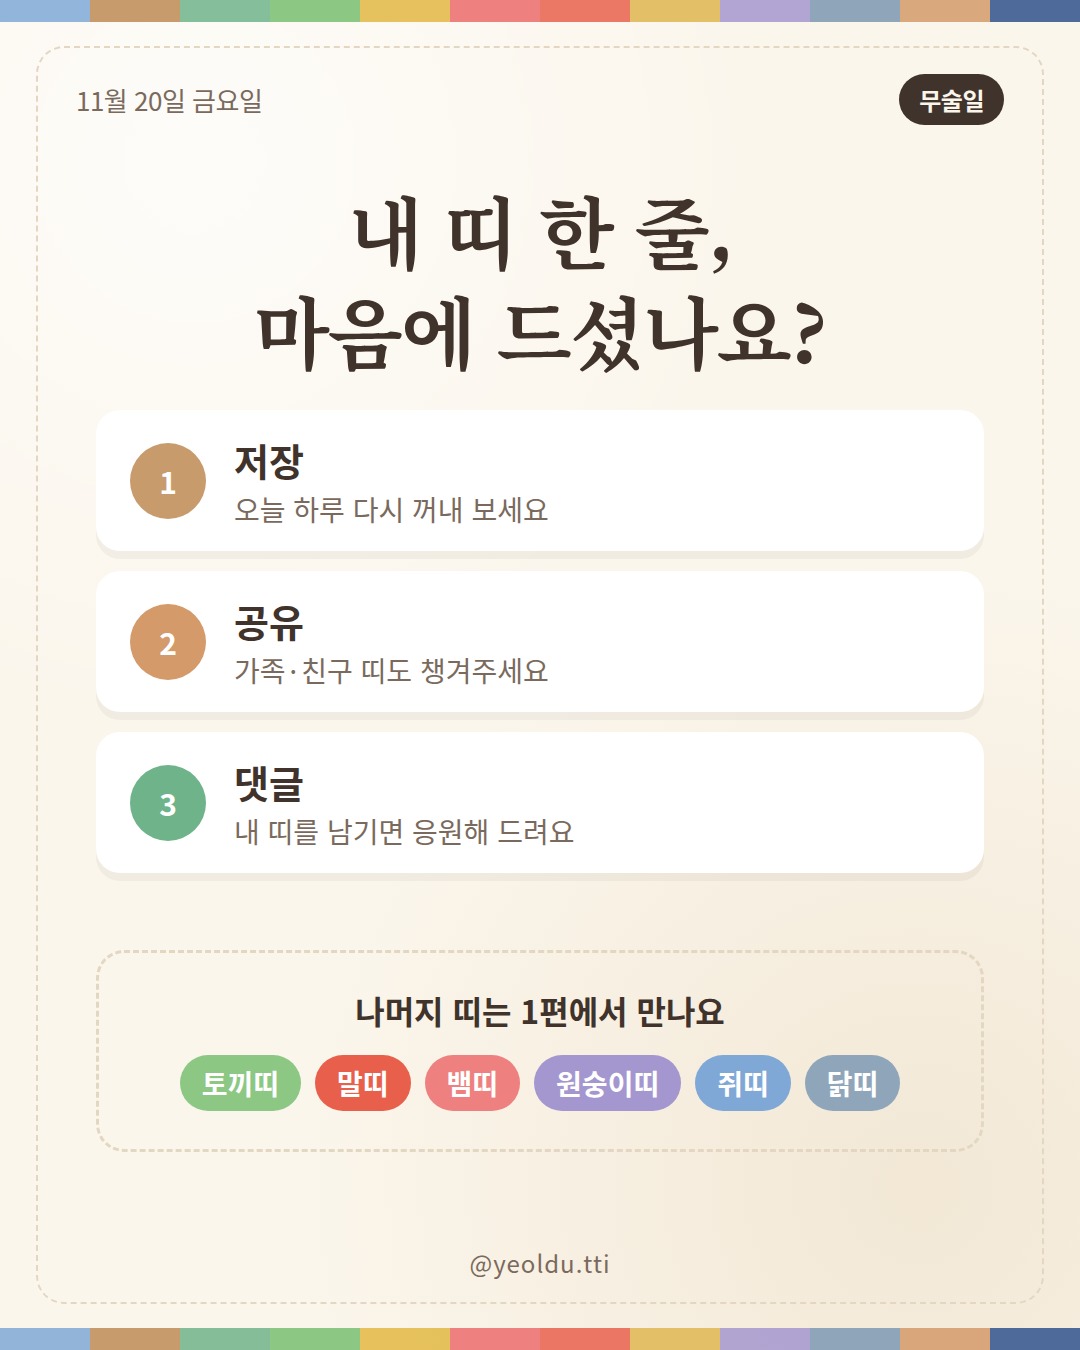 11월 20일 금요일
무술일
내 띠 한 줄,
마음에 드셨나요?
1
저장
오늘 하루 다시 꺼내 보세요
2
공유
가족·친구 띠도 챙겨주세요
3
댓글
내 띠를 남기면 응원해 드려요
나머지 띠는 1편에서 만나요
토끼띠 말띠 뱀띠 원숭이띠 쥐띠 닭띠
@yeoldu.tti